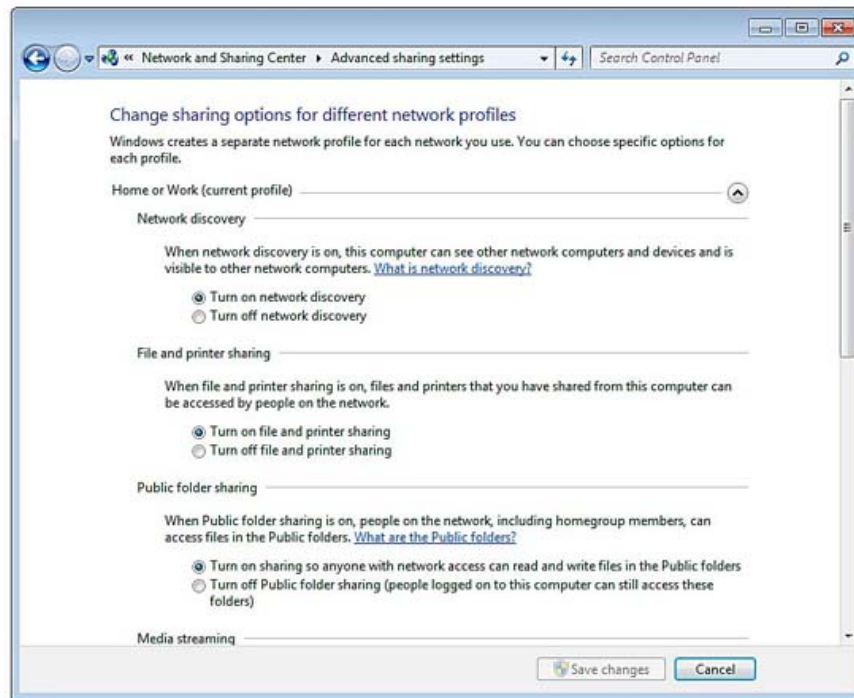 « Network and Sharing Center ▸ Advanced sharing settings
Search Control Panel
Change sharing options for different network profiles
Windows creates a separate network profile for each network you use. You can choose specific options for
each profile.
Home or Work (current profile)
Network discovery
When network discovery is on, this computer can see other network computers and devices and is
visible to other network computers. What is network discovery?
Turn on network discovery
Turn off network discovery
File and printer sharing
When file and printer sharing is on, files and printers that you have shared from this computer can
be accessed by people on the network.
Turn on file and printer sharing
Turn off file and printer sharing
Public folder sharing
When Public folder sharing is on, people on the network, including homegroup members, can
access files in the Public folders. What are the Public folders?
Turn on sharing so anyone with network access can read and write files in the Public folders
Turn off Public folder sharing (people logged on to this computer can still access these
folders)
Media streaming
Save changes
Cancel